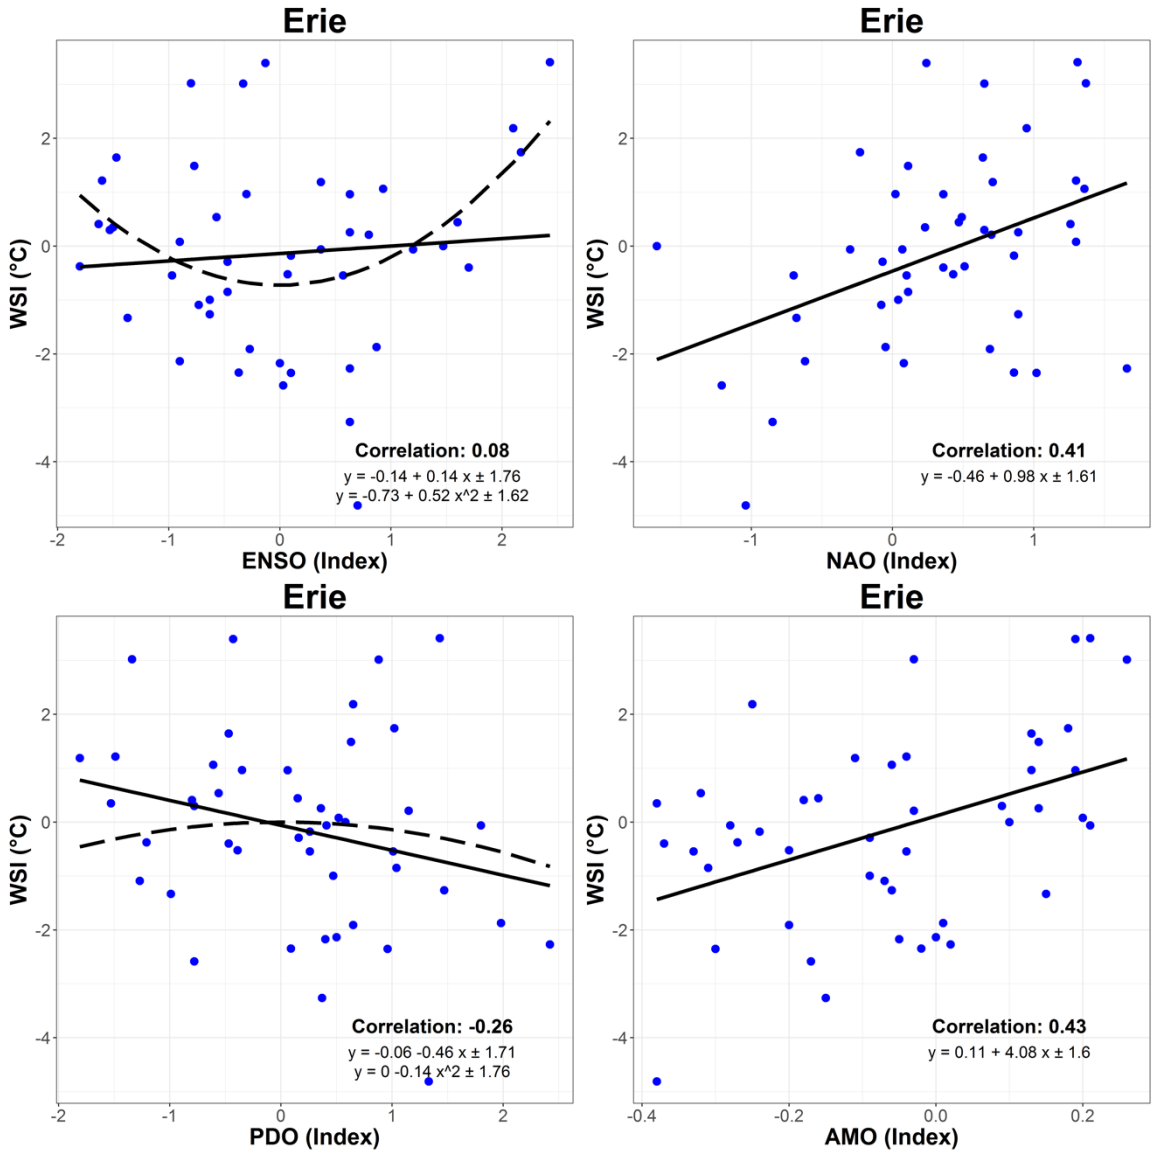 Erie
2
0
-2
-4
WSI (°C)
Correlation: 0.08
y = -0.14 + 0.14 x ± 1.76
y = -0.73 + 0.52 x^2 ± 1.62
-2
-1
0
1
2
ENSO (Index)
Erie
2
0
-2
-4
WSI (°C)
Correlation: 0.41
y = -0.46 + 0.98 x ± 1.61
-1
0
1
NAO (Index)
Erie
2
0
-2
-4
WSI (°C)
Correlation: -0.26
y = -0.06 -0.46 x ± 1.71
y = 0 -0.14 x^2 ± 1.76
-2
-1
0
1
2
PDO (Index)
Erie
2
0
-2
-4
WSI (°C)
Correlation: 0.43
y = 0.11 + 4.08 x ± 1.6
-0.4
-0.2
0.0
0.2
AMO (Index)